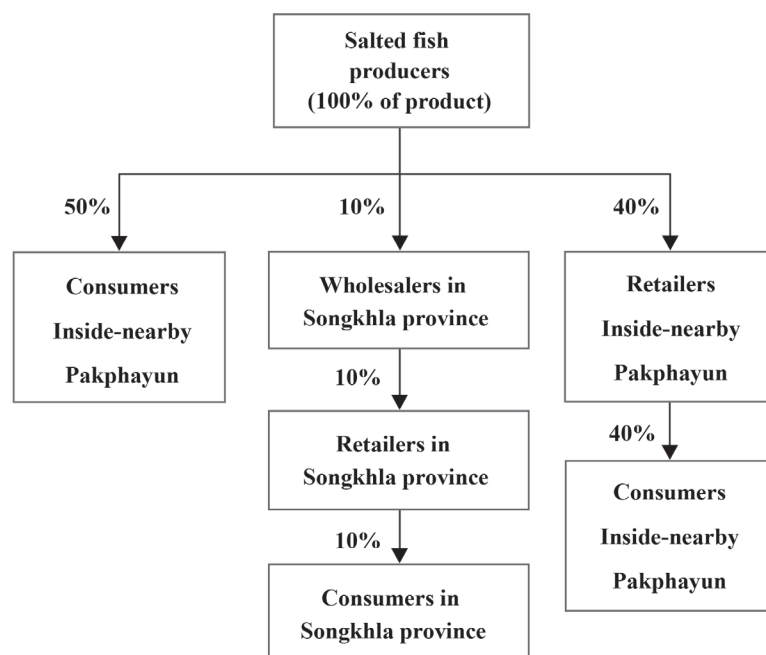 Salted fish
producers
(100% of product)
50%
10%
40%
Consumers
Inside-nearby
Pakphayun
Wholesalers in
Songkhla province
Retailers
Inside-nearby
Pakphayun
10%
Retailers in
Songkhla province
40%
Consumers
Inside-nearby
Pakphayun
10%
Consumers in
Songkhla province